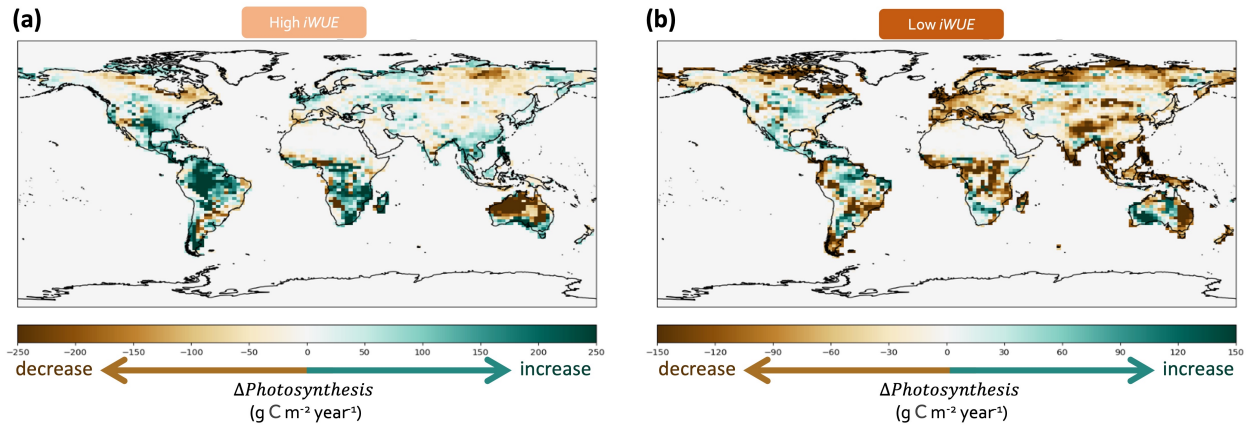 (a)
High iWUE
(b)
Low iWUE
−250 −200 −150 −100 −50 0 50 100 150 200 250
decrease
increase
ΔPhotosynthesis
(g C m⁻² year⁻¹)
−150 −120 −90 −60 −30 0 30 60 90 120 150
decrease
increase
ΔPhotosynthesis
(g C m⁻² year⁻¹)